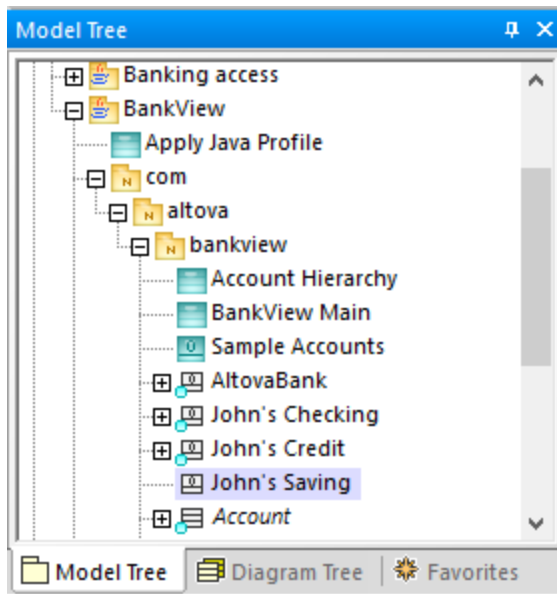 Model Tree
Banking access
BankView
Apply Java Profile
N com
N altova
N bankview
Account Hierarchy
BankView Main
Sample Accounts
AltovaBank
John's Checking
John's Credit
John's Saving
Account
Model Tree Diagram Tree Favorites